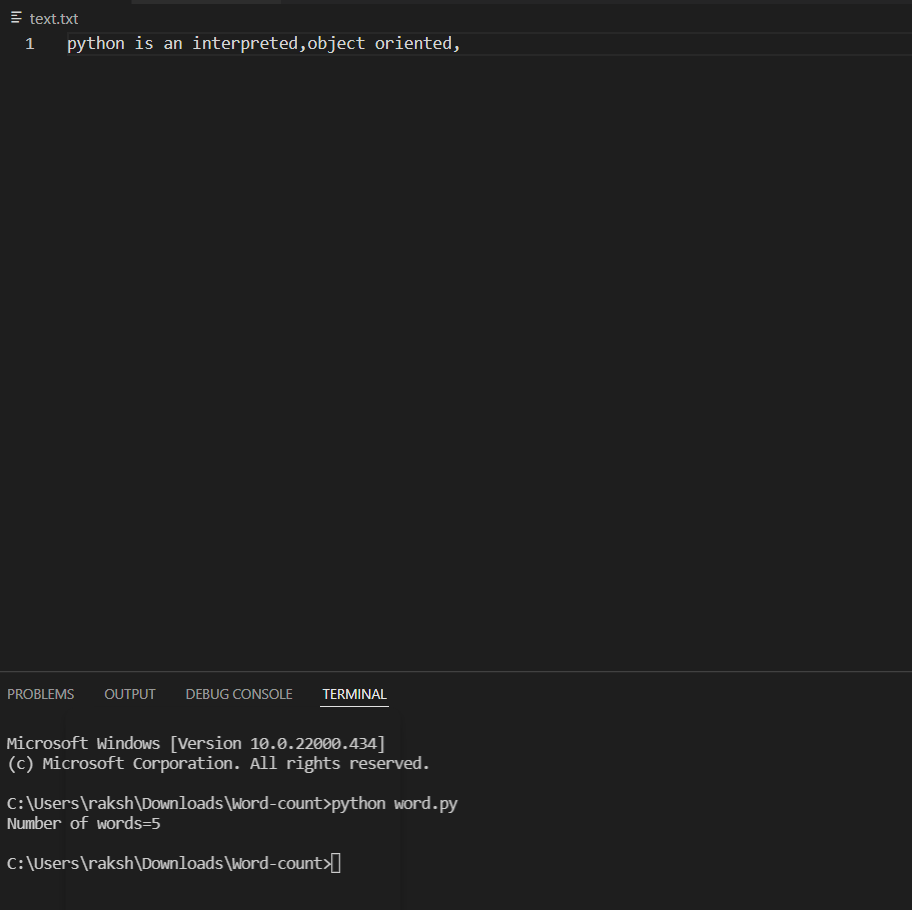 text.txt
1 python is an interpreted,object oriented,
PROBLEMS OUTPUT DEBUG CONSOLE TERMINAL
Microsoft Windows [Version 10.0.22000.434]
(c) Microsoft Corporation. All rights reserved.
C:\Users\raksh\Downloads\Word-count>python word.py
Number of words=5
C:\Users\raksh\Downloads\Word-count>